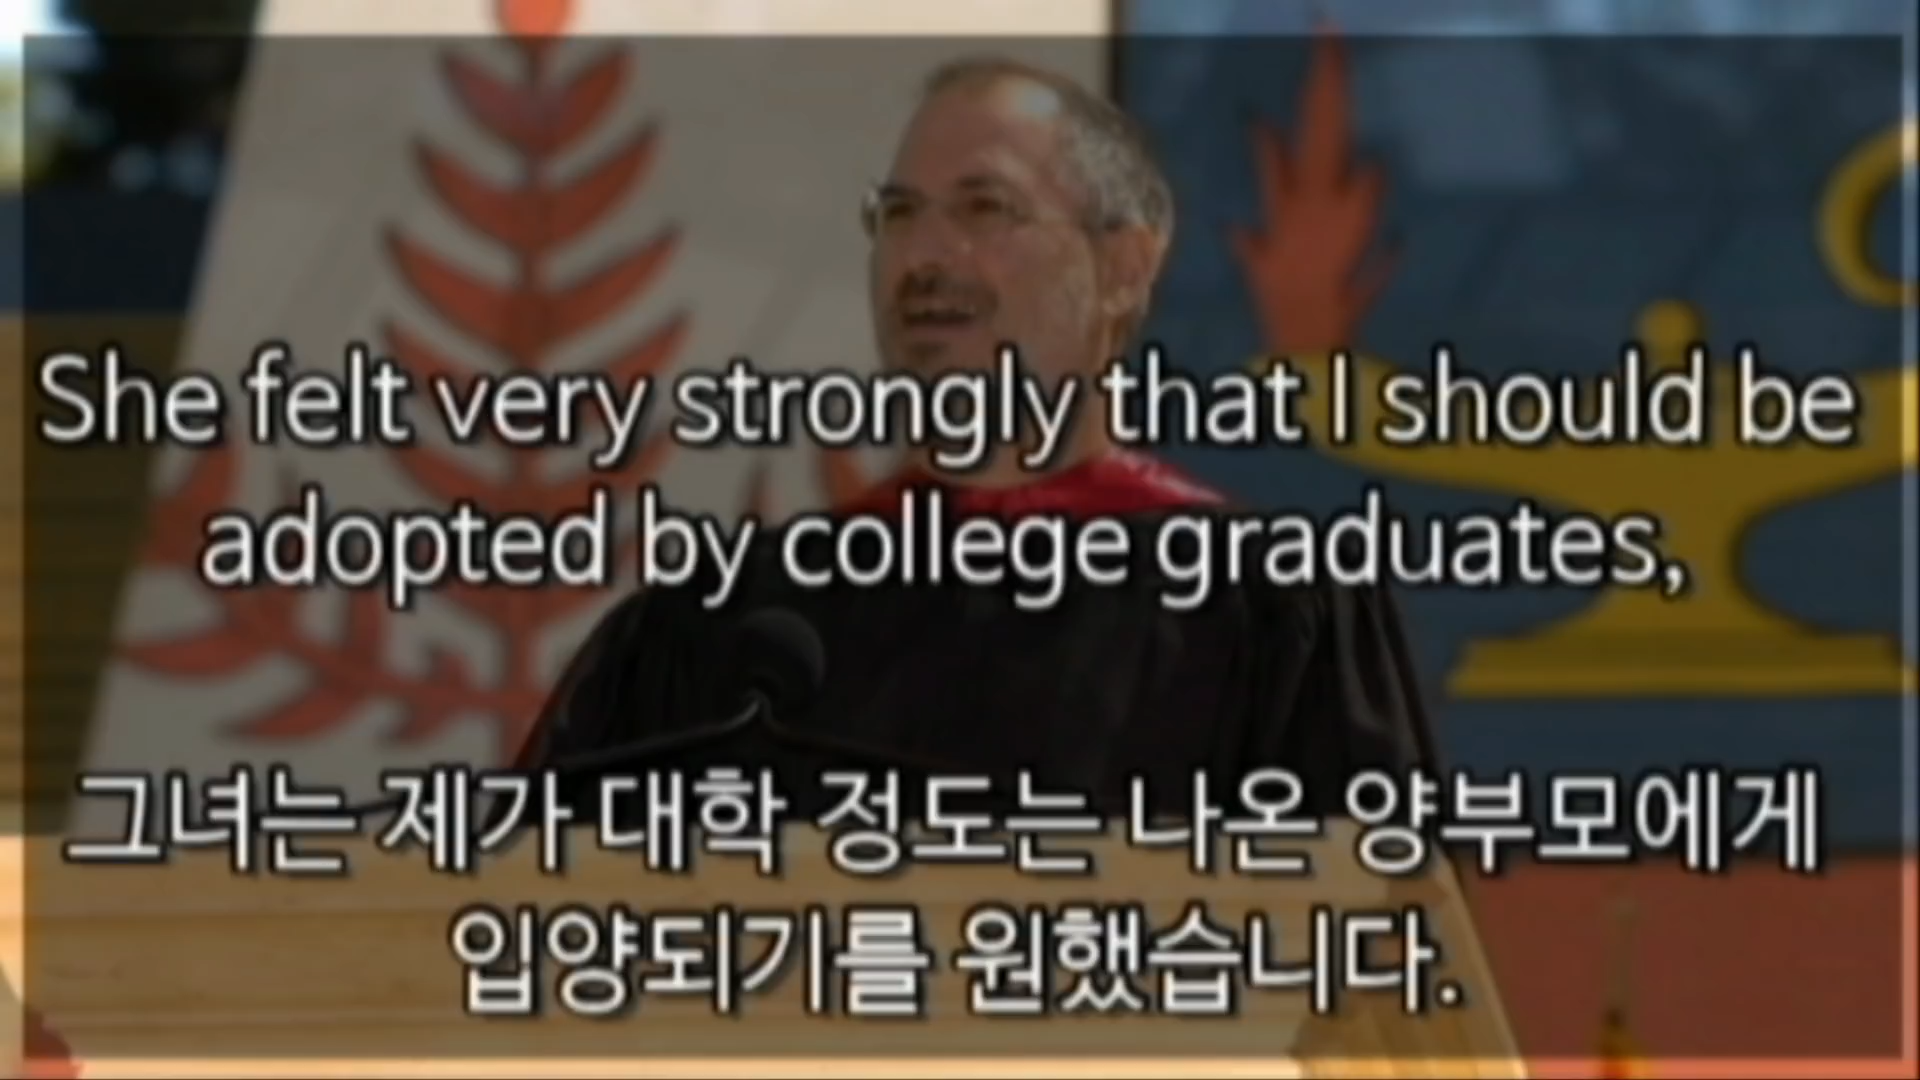 She felt very strongly that I should be
adopted by college graduates,
그녀는 제가 대학 정도는 나온 양부모에게
입양되기를 원했습니다.